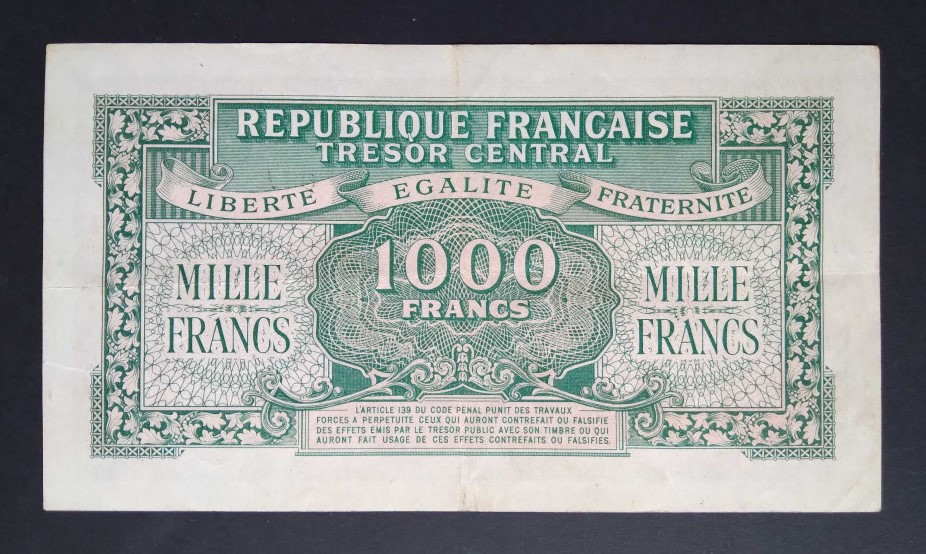 REPUBLIQUE FRANCAISE
TRESOR CENTRAL
LIBERTE EGALITE FRATERNITE
1000
FRANCS
MILLE
FRANCS
MILLE
FRANCS
L'ARTICLE 139 DU CODE PENAL PUNIT DES TRAVAUX
FORCES A PERPETUITE CEUX QUI AURONT CONTREFAIT OU FALSIFIE
DES EFFETS EMIS PAR LE TRESOR PUBLIC AVEC SON TIMBRE OU QUI
AURONT FAIT USAGE DE CES EFFETS CONTREFAITS OU FALSIFIES.